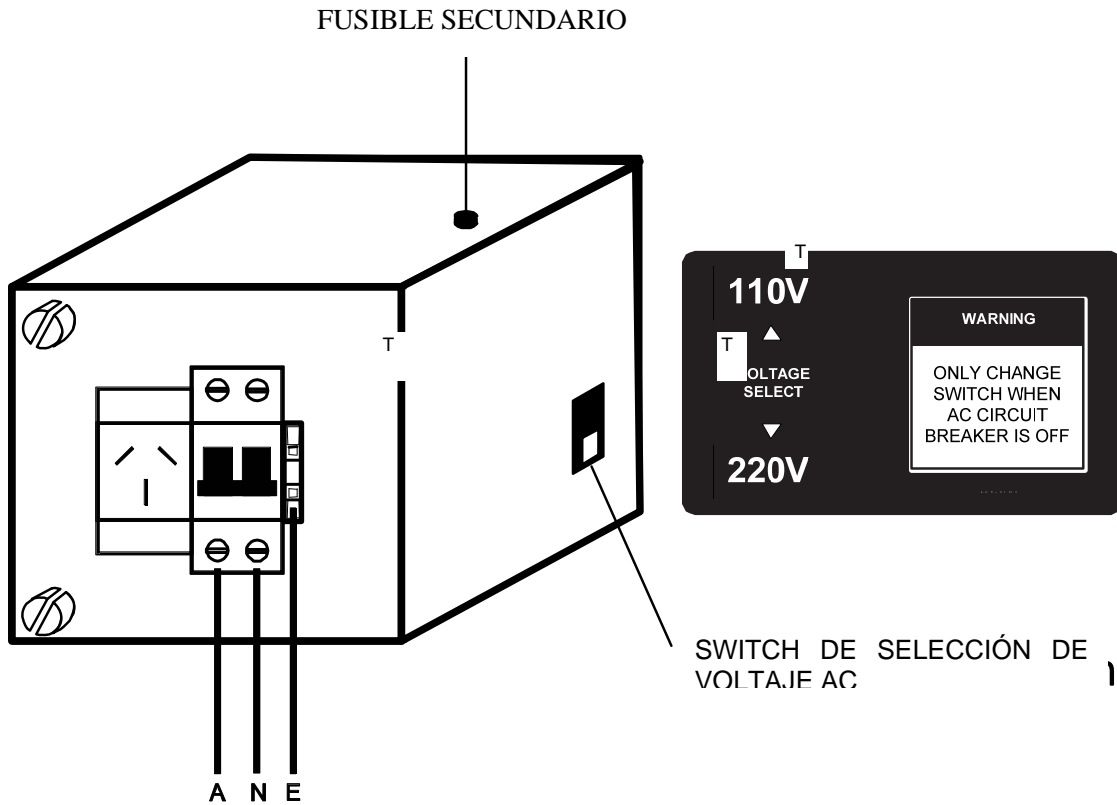 FUSIBLE SECUNDARIO
T
110V
T
OLTAGE
SELECT
220V
WARNING
ONLY CHANGE
SWITCH WHEN
AC CIRCUIT
BREAKER IS OFF
T
SWITCH DE SELECCIÓN DE
VOLTAJE AC
A N E